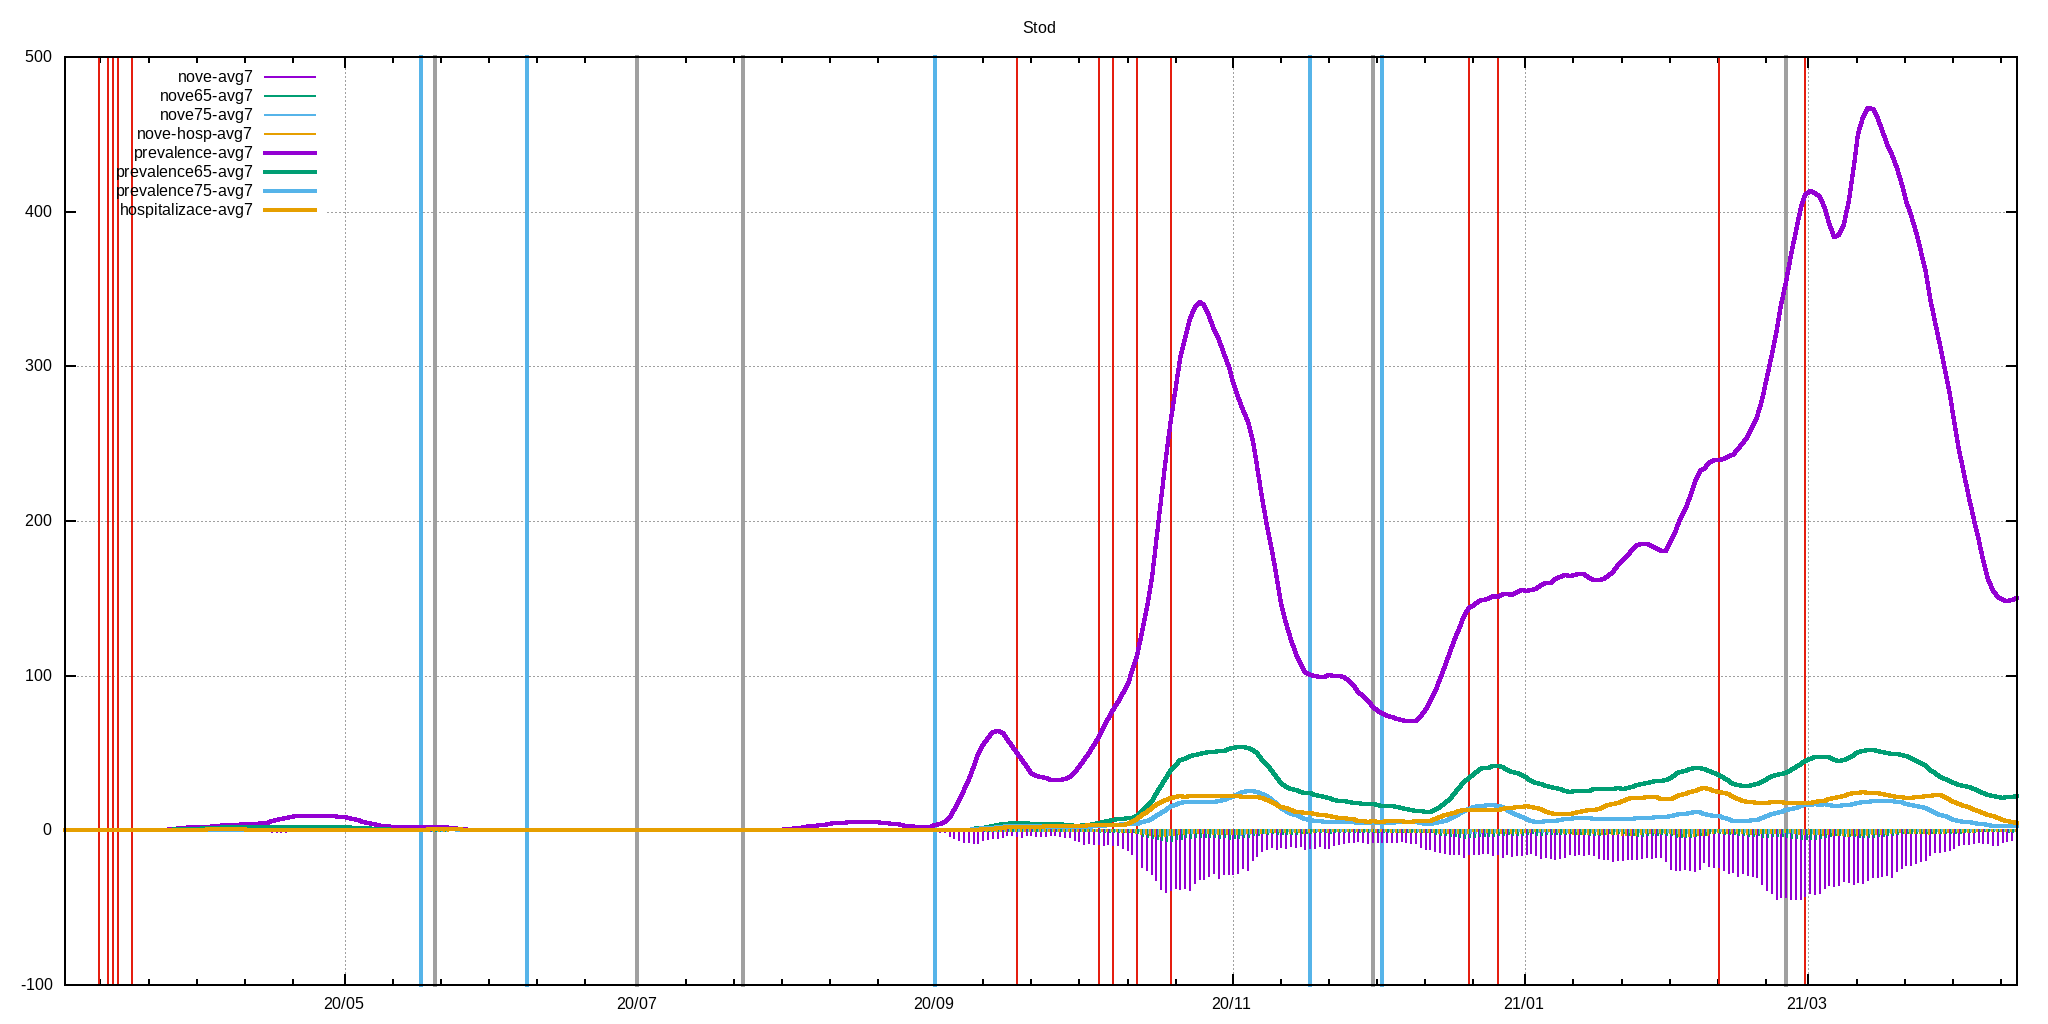 Stod
500
nove-avg7
nove65-avg7
nove75-avg7
nove-hosp-avg7
prevalence-avg7
prevalence65-avg7
prevalence75-avg7
hospitalizace-avg7
400
300
200
100
0
-100
20/05 20/07 20/09 20/11 21/01 21/03